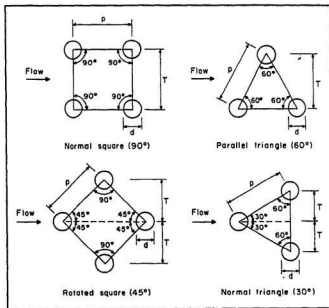 p
Flow
90° 90°
90° 90°
T
d
Normal square (90°)
p
Flow
60°
60° 60°
T
d
Parallel triangle (60°)
p
Flow
90°
45° 45°
45° 45°
90°
T
T
d
Rotated square (45°)
p
Flow
60°
30°
30°
60°
T
T
d
Normal triangle (30°)